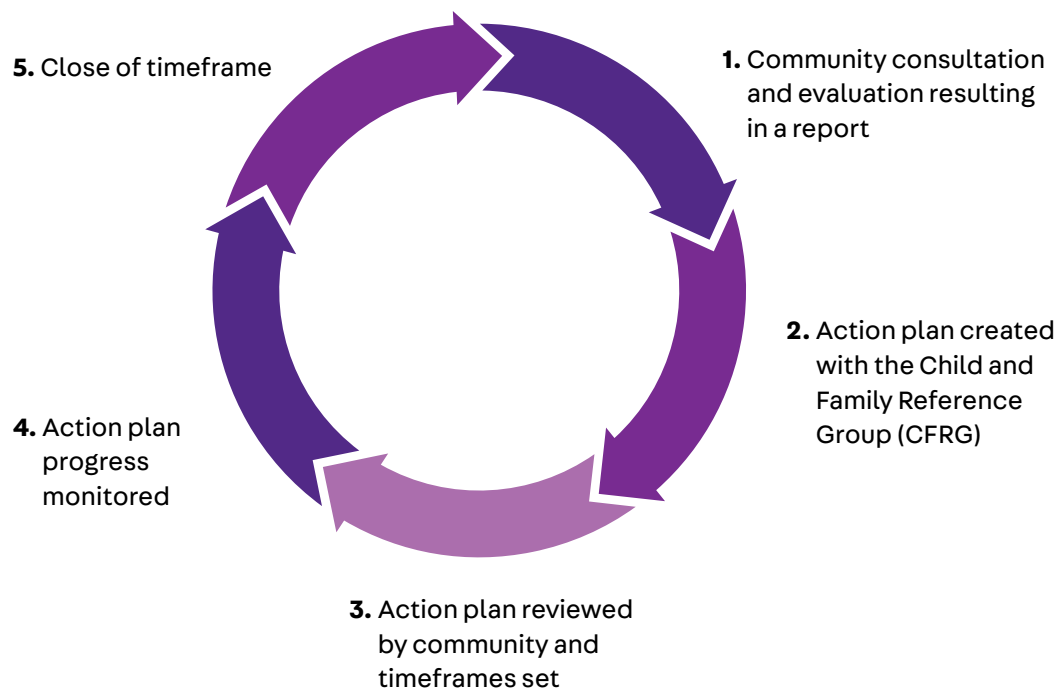 1. Community consultation
and evaluation resulting
in a report
2. Action plan created
with the Child and
Family Reference
Group (CFRG)
3. Action plan reviewed
by community and
timeframes set
4. Action plan
progress
monitored
5. Close of timeframe